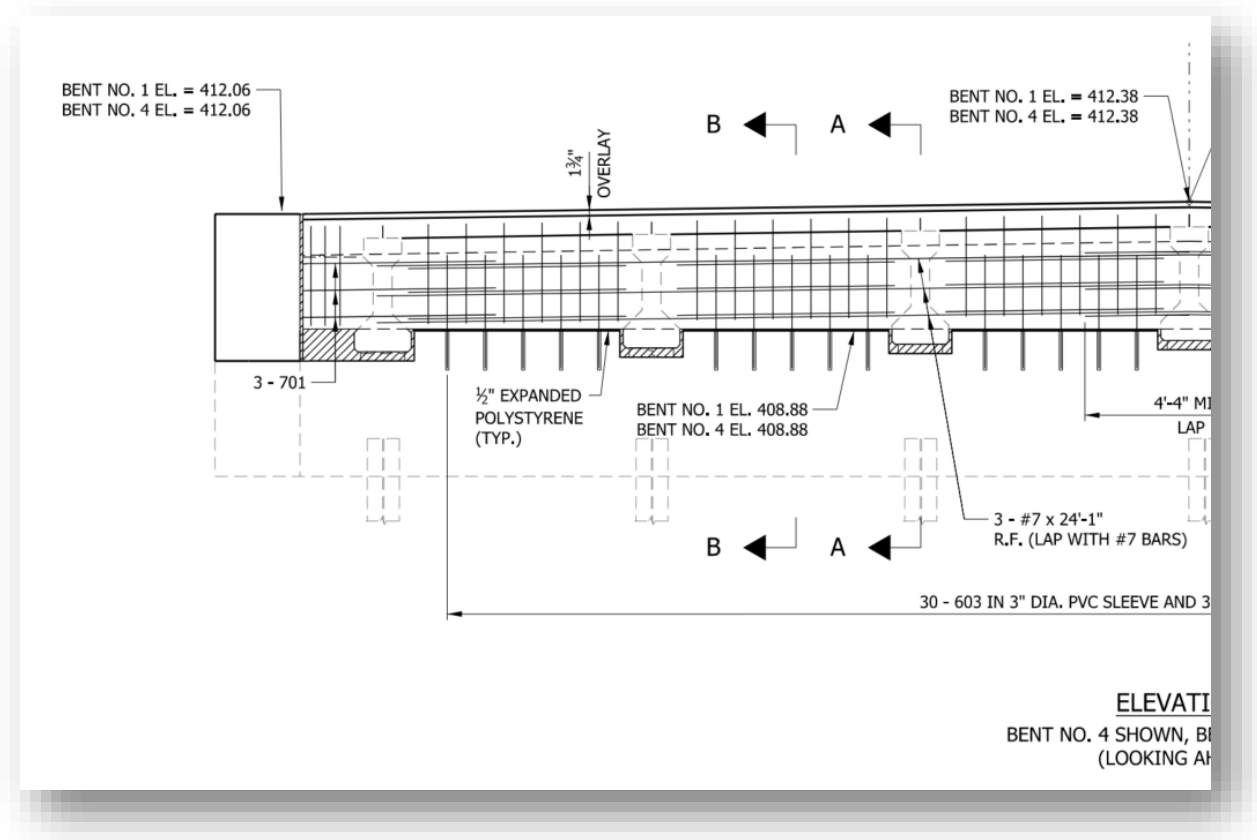 BENT NO. 1 EL. = 412.06
BENT NO. 4 EL. = 412.06
BENT NO. 1 EL. = 412.38
BENT NO. 4 EL. = 412.38
B
A
1¾"
OVERLAY
3 - 701
½" EXPANDED
POLYSTYRENE
(TYP.)
BENT NO. 1 EL. 408.88
BENT NO. 4 EL. 408.88
4'-4" MI
LAP
3 - #7 x 24'-1"
R.F. (LAP WITH #7 BARS)
B
A
30 - 603 IN 3" DIA. PVC SLEEVE AND 3
ELEVATI
BENT NO. 4 SHOWN, BE
(LOOKING AH